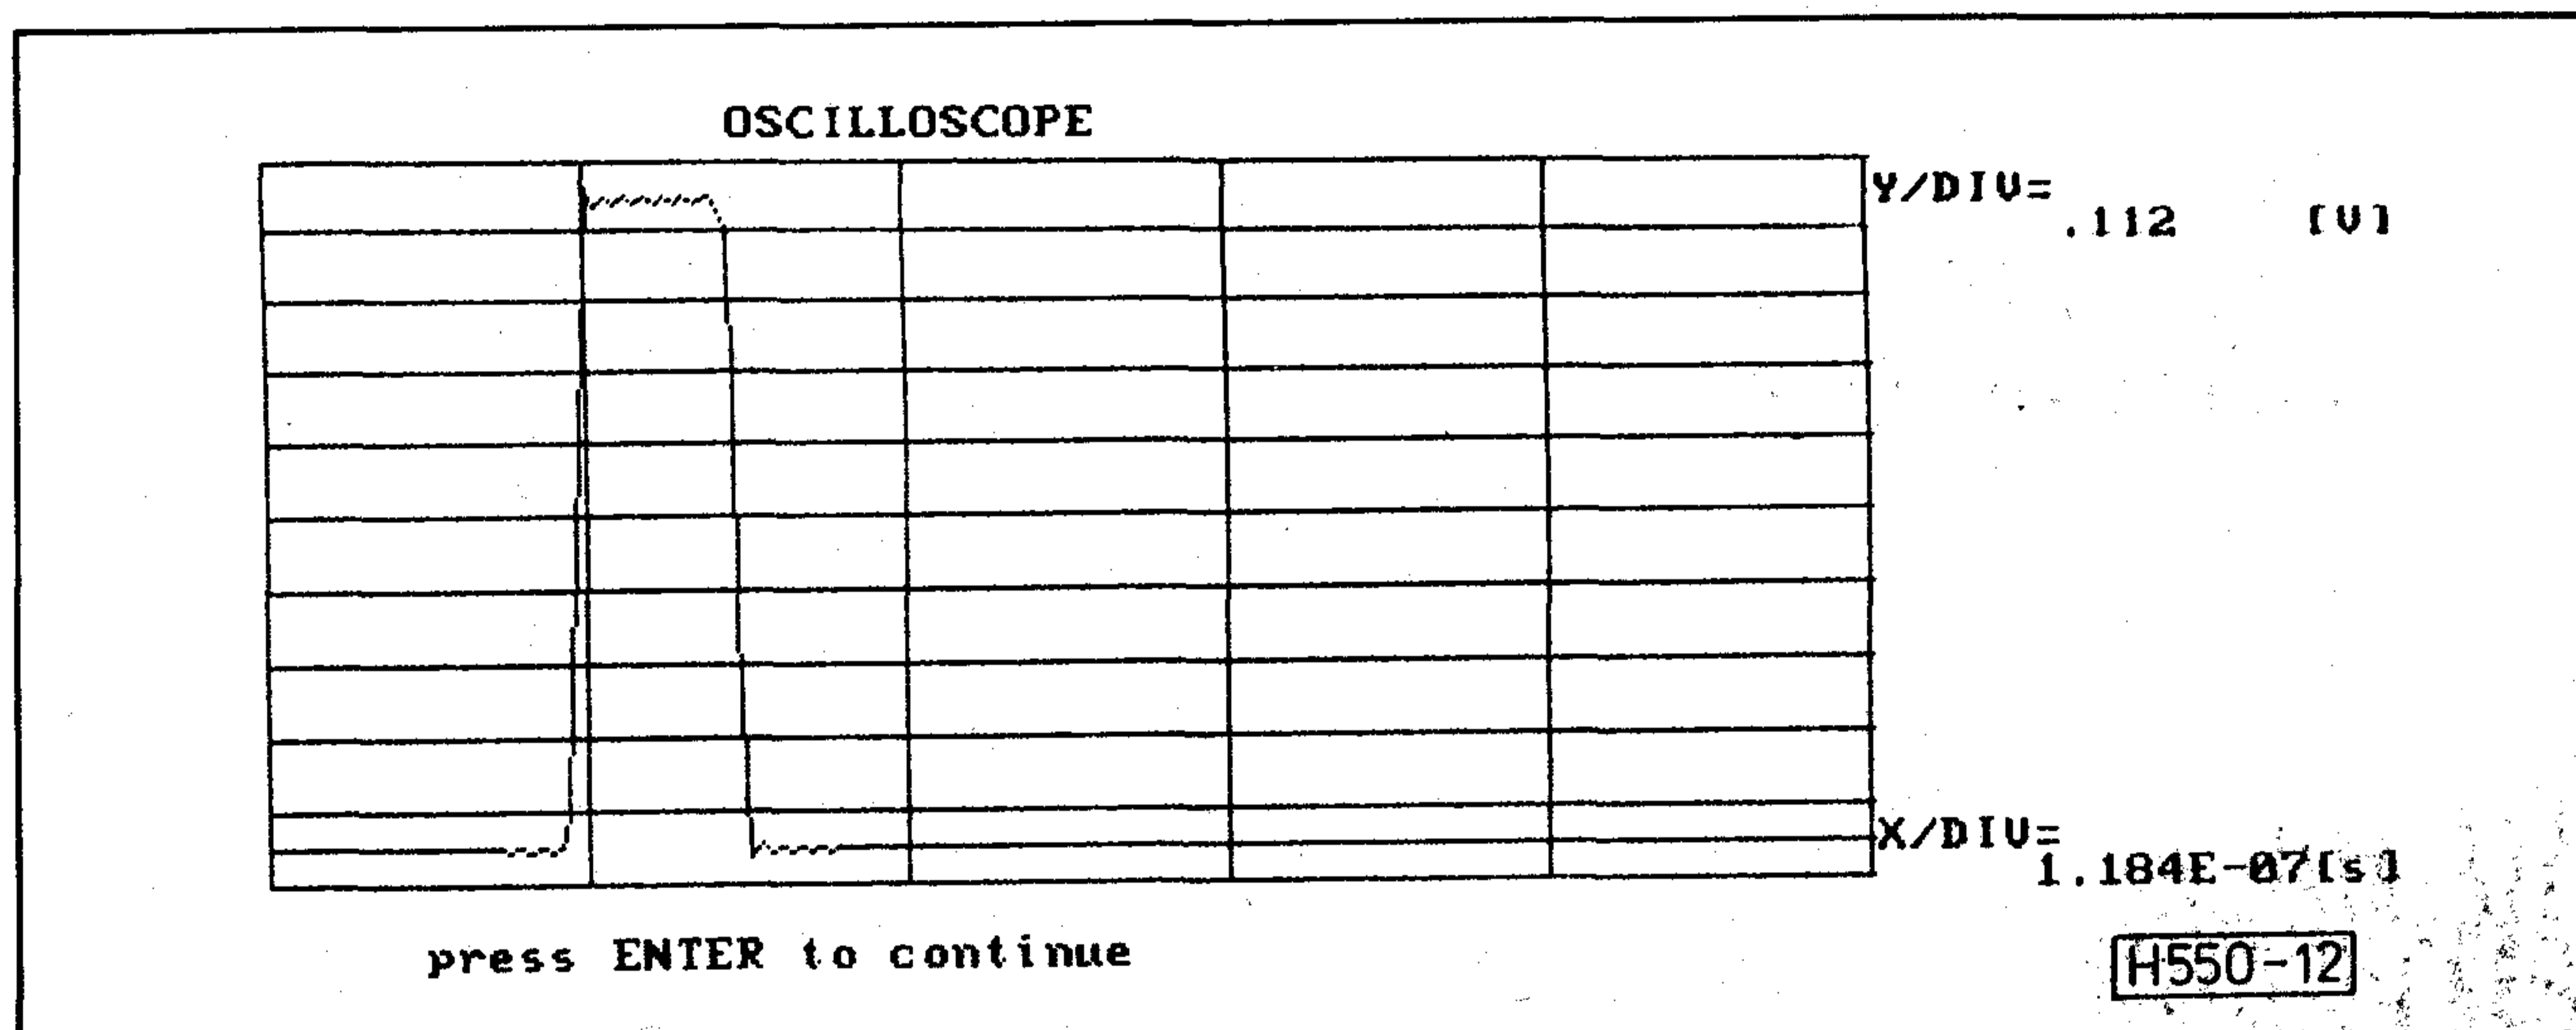 OSCILLOSCOPE
Y/DIV=
.112 [V]
X/DIV=
1.184E-07[s]
press ENTER to continue
H550-12